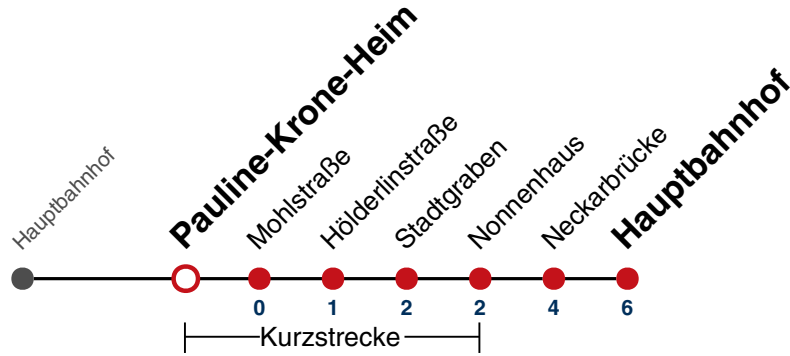 Hauptbahnhof
Pauline-Krone-Heim
Mohlstraße
Hölderlinstraße
Stadtgraben
Nonnenhaus
Neckarbrücke
Hauptbahnhof
0 1 2 2 4 6
Kurzstrecke